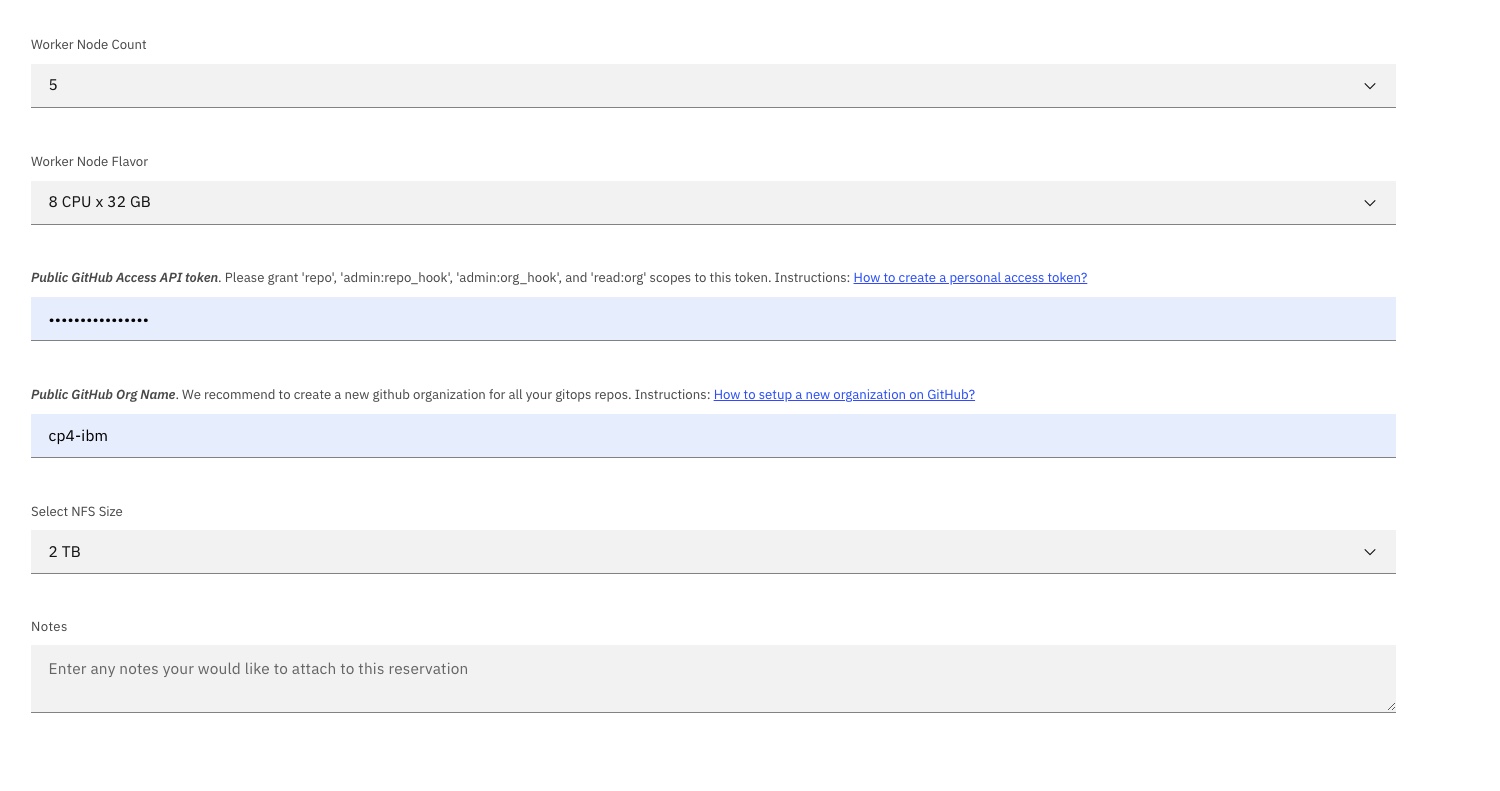 Worker Node Count
5
Worker Node Flavor
8 CPU x 32 GB
Public GitHub Access API token. Please grant 'repo', 'admin:repo_hook', 'admin:org_hook', and 'read:org' scopes to this token. Instructions: How to create a personal access token?
••••••••••••••••
Public GitHub Org Name. We recommend to create a new github organization for all your gitops repos. Instructions: How to setup a new organization on GitHub?
cp4-ibm
Select NFS Size
2 TB
Notes
Enter any notes your would like to attach to this reservation